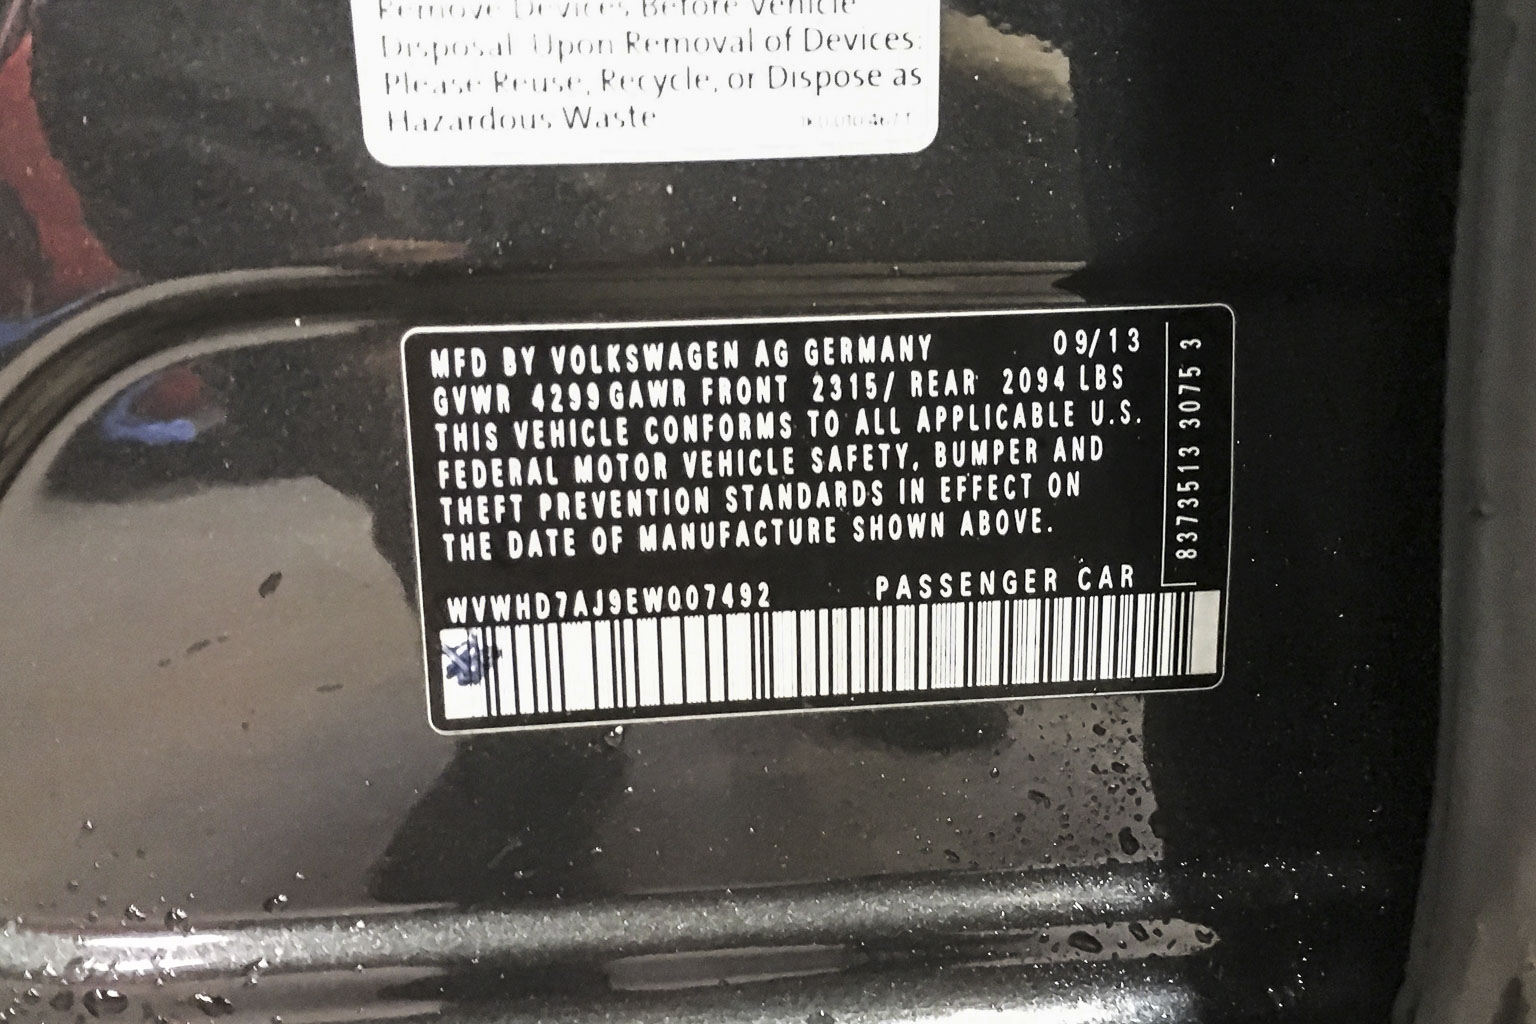 Remove Devices Before Vehicle
Disposal. Upon Removal of Devices:
Please Reuse, Recycle, or Dispose as
Hazardous Waste
MFD BY VOLKSWAGEN AG GERMANY 09/13
GVWR 4299 GAWR FRONT 2315/ REAR 2094 LBS
THIS VEHICLE CONFORMS TO ALL APPLICABLE U.S.
FEDERAL MOTOR VEHICLE SAFETY, BUMPER AND
THEFT PREVENTION STANDARDS IN EFFECT ON
THE DATE OF MANUFACTURE SHOWN ABOVE.
WVWHD7AJ9EW007492 PASSENGER CAR
8373513 3075 3